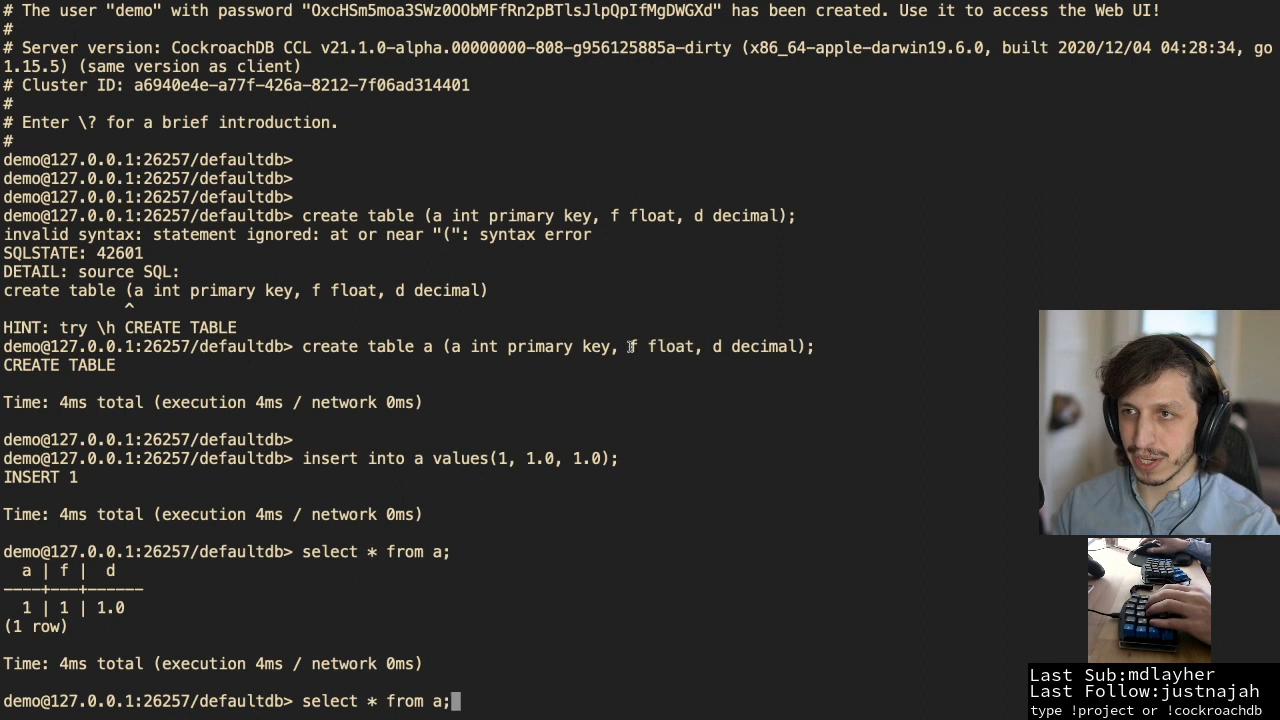 # The user "demo" with password "OxcHSm5moa3SWz0OObMFfRn2pBTlsJlpQpIfMgDWGXd" has been created. Use it to access the Web UI!
#
# Server version: CockroachDB CCL v21.1.0-alpha.00000000-808-g956125885a-dirty (x86_64-apple-darwin19.6.0, built 2020/12/04 04:28:34, go
1.15.5) (same version as client)
# Cluster ID: a6940e4e-a77f-426a-8212-7f06ad314401
#
# Enter \? for a brief introduction.
#
demo@127.0.0.1:26257/defaultdb>
demo@127.0.0.1:26257/defaultdb>
demo@127.0.0.1:26257/defaultdb>
demo@127.0.0.1:26257/defaultdb> create table (a int primary key, f float, d decimal);
invalid syntax: statement ignored: at or near "(": syntax error
SQLSTATE: 42601
DETAIL: source SQL:
create table (a int primary key, f float, d decimal)
^
HINT: try \h CREATE TABLE
demo@127.0.0.1:26257/defaultdb> create table a (a int primary key, f float, d decimal);
CREATE TABLE
Time: 4ms total (execution 4ms / network 0ms)
demo@127.0.0.1:26257/defaultdb>
demo@127.0.0.1:26257/defaultdb> insert into a values(1, 1.0, 1.0);
INSERT 1
Time: 4ms total (execution 4ms / network 0ms)
demo@127.0.0.1:26257/defaultdb> select * from a;
a | f | d
----+---+------
1 | 1 | 1.0
(1 row)
Time: 4ms total (execution 4ms / network 0ms)
demo@127.0.0.1:26257/defaultdb> select * from a;
Last Sub:mdlayher
Last Follow:justnajah
type !project or !cockroachdb